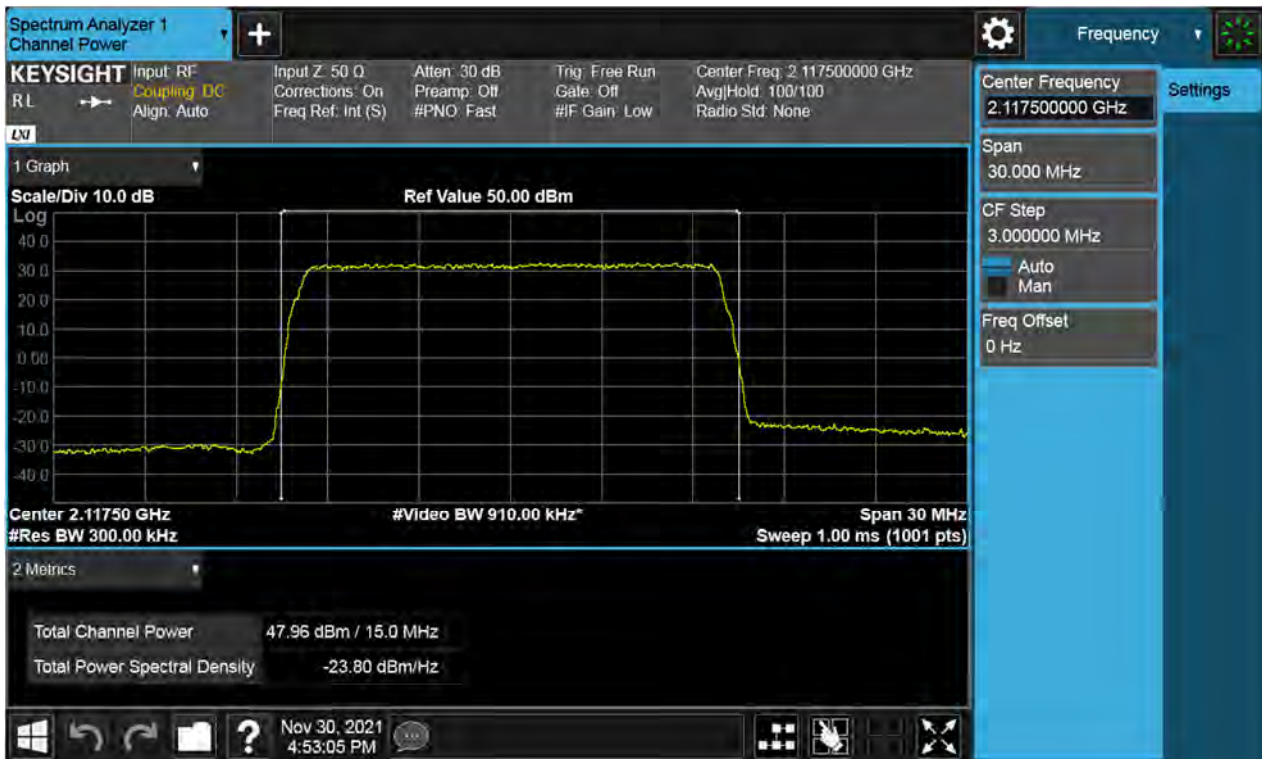 Spectrum Analyzer 1
Channel Power
+
Frequency
KEYSIGHT
RL
LXI
Input: RF
Coupling: DC
Align: Auto
Input Z: 50 Ω
Corrections: On
Freq Ref: Int (S)
Atten: 30 dB
Preamp: Off
#PNO: Fast
Trig: Free Run
Gate: Off
#IF Gain: Low
Center Freq: 2.117500000 GHz
Avg|Hold: 100/100
Radio Std: None
Center Frequency
2.117500000 GHz
Settings
Span
30.000 MHz
CF Step
3.000000 MHz
Auto
Man
Freq Offset
0 Hz
1 Graph
Scale/Div 10.0 dB
Ref Value 50.00 dBm
Log
40.0
30.0
20.0
10.0
0.00
-10.0
-20.0
-30.0
-40.0
Center 2.11750 GHz
#Video BW 910.00 kHz*
Span 30 MHz
#Res BW 300.00 kHz
Sweep 1.00 ms (1001 pts)
2 Metrics
Total Channel Power 47.96 dBm / 15.0 MHz
Total Power Spectral Density -23.80 dBm/Hz
?
Nov 30, 2021
4:53:05 PM